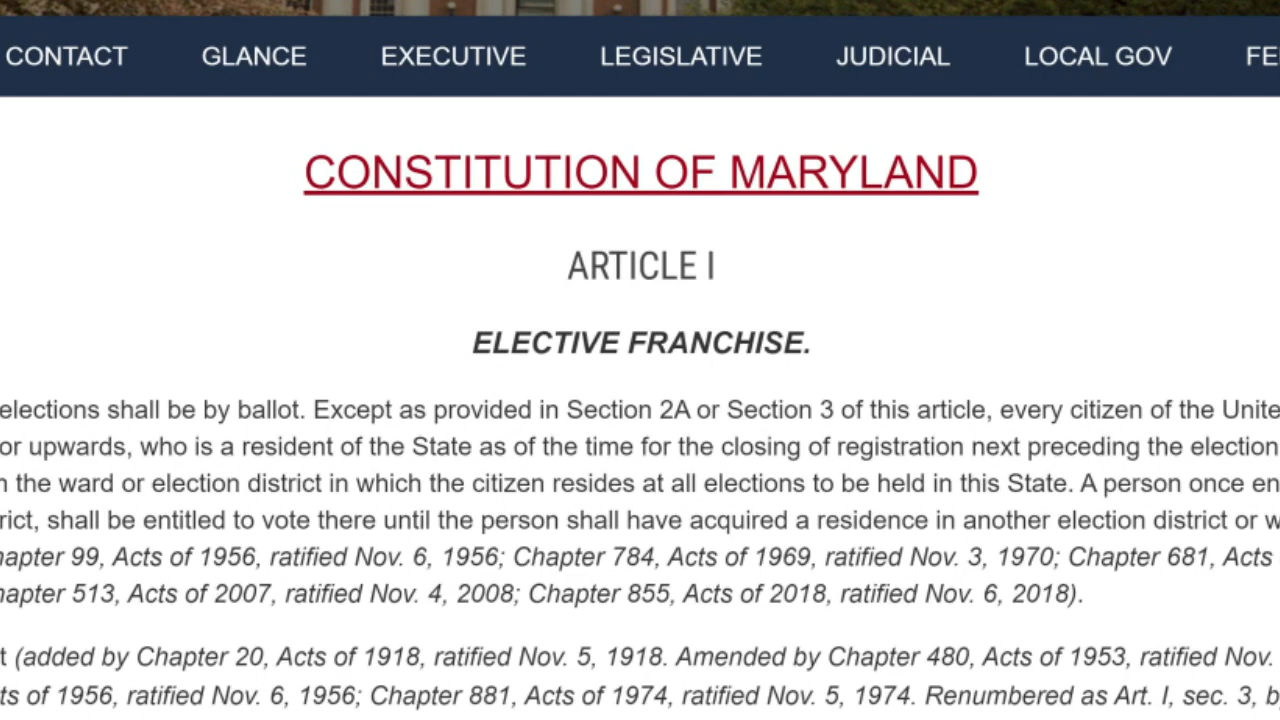 CONTACT GLANCE EXECUTIVE LEGISLATIVE JUDICIAL LOCAL GOV
CONSTITUTION OF MARYLAND
ARTICLE I
ELECTIVE FRANCHISE.
elections shall be by ballot. Except as provided in Section 2A or Section 3 of this article, every citizen of the Unite
or upwards, who is a resident of the State as of the time for the closing of registration next preceding the election
the ward or election district in which the citizen resides at all elections to be held in this State. A person once en
rict, shall be entitled to vote there until the person shall have acquired a residence in another election district or w
hapter 99, Acts of 1956, ratified Nov. 6, 1956; Chapter 784, Acts of 1969, ratified Nov. 3, 1970; Chapter 681, Acts
hapter 513, Acts of 2007, ratified Nov. 4, 2008; Chapter 855, Acts of 2018, ratified Nov. 6, 2018).
t (added by Chapter 20, Acts of 1918, ratified Nov. 5, 1918. Amended by Chapter 480, Acts of 1953, ratified Nov.
ts of 1956, ratified Nov. 6, 1956; Chapter 881, Acts of 1974, ratified Nov. 5, 1974. Renumbered as Art. I, sec. 3, b